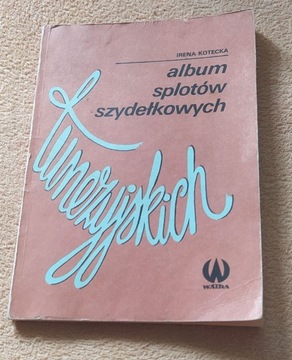 IRENA KOTECKA
album
splotów
szydełkowych
tunezyjskich
WATRA